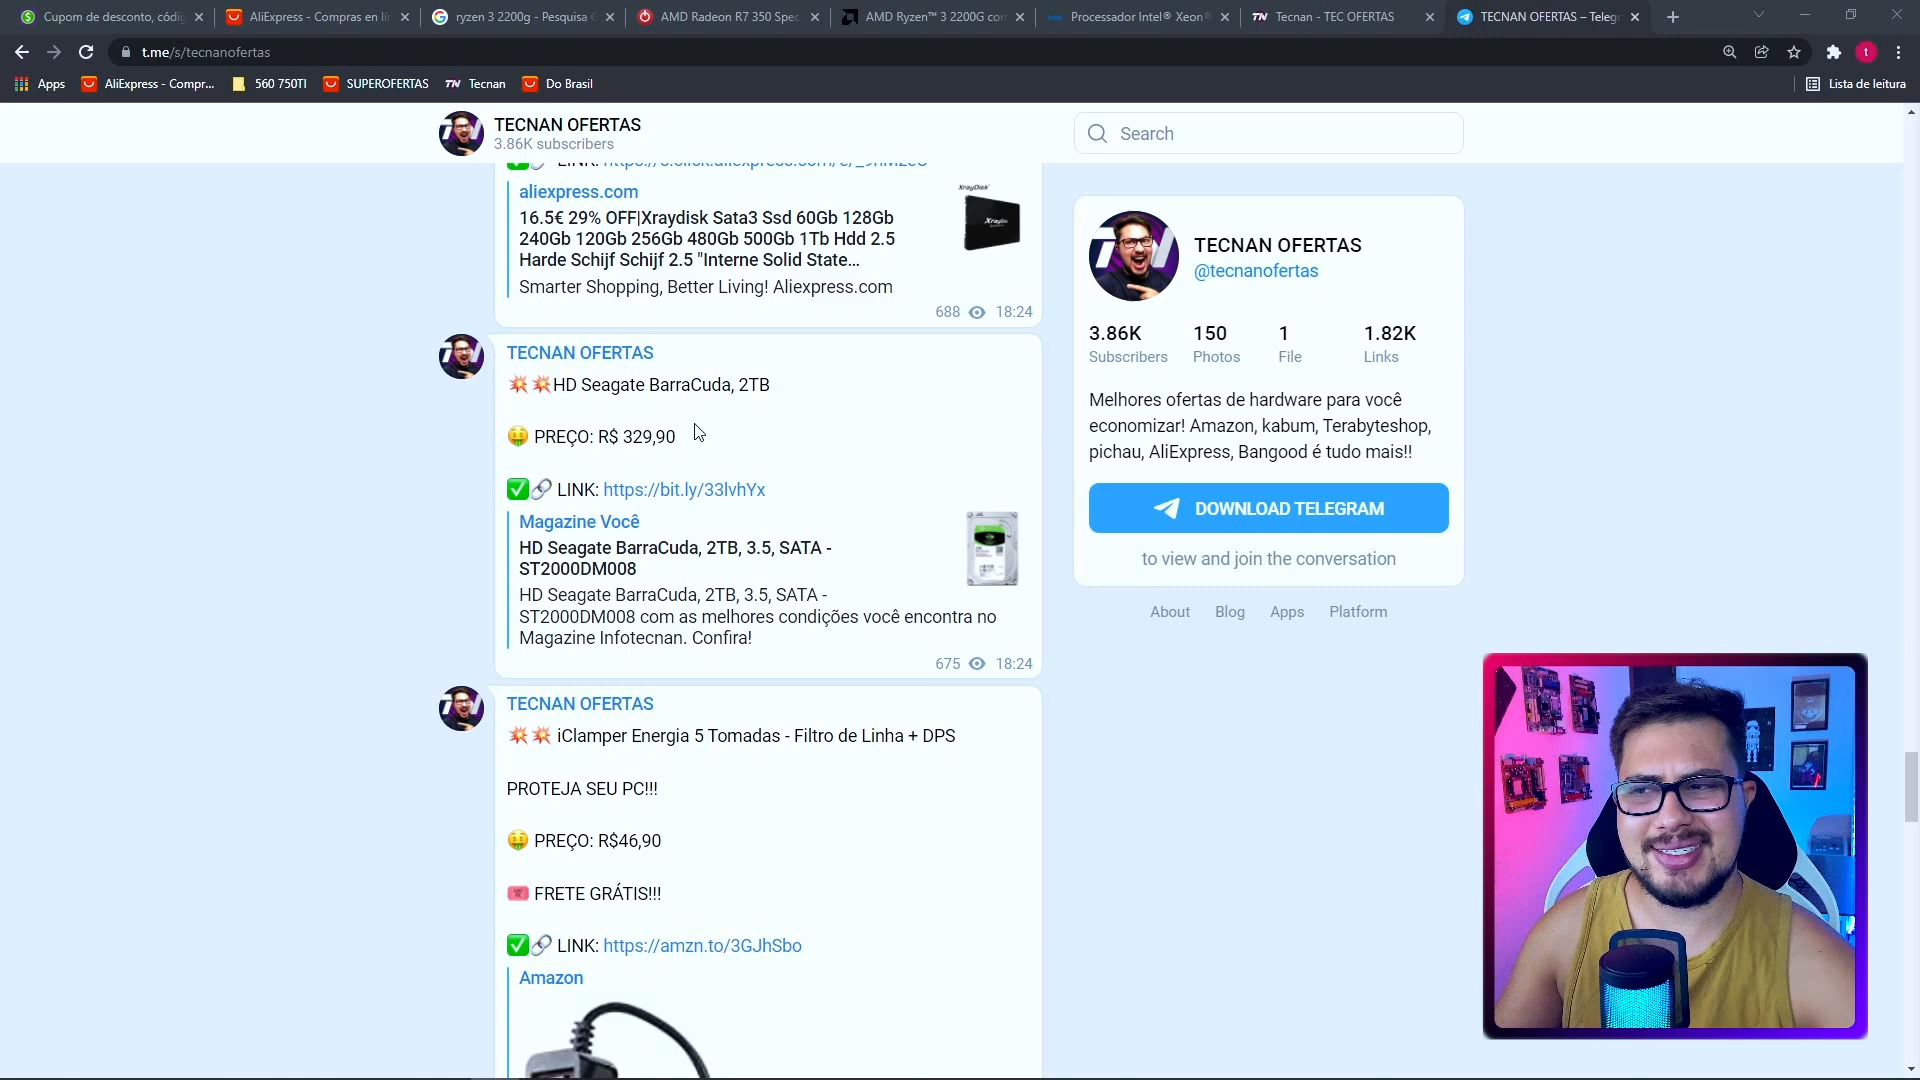 Cupom de desconto, códi
AliExpress - Compras en lí
ryzen 3 2200g - Pesquisa
AMD Radeon R7 350 Spec
AMD Ryzen™ 3 2200G con
Processador Intel® Xeon®
Tecnan - TEC OFERTAS
TECNAN OFERTAS – Teleg
t.me/s/tecnanofertas
t
Apps
AliExpress - Compr...
560 750TI
SUPEROFERTAS
TN Tecnan
Do Brasil
Lista de leitura
TECNAN OFERTAS
3.86K subscribers
Search
aliexpress.com
16.5€ 29% OFF|Xraydisk Sata3 Ssd 60Gb 128Gb
240Gb 120Gb 256Gb 480Gb 500Gb 1Tb Hdd 2.5
Harde Schijf Schijf 2.5 "Interne Solid State...
Smarter Shopping, Better Living! Aliexpress.com
XrayDisk
688 18:24
TECNAN OFERTAS
HD Seagate BarraCuda, 2TB
PREÇO: R$ 329,90
LINK: https://bit.ly/33lvhYx
Magazine Você
HD Seagate BarraCuda, 2TB, 3.5, SATA -
ST2000DM008
HD Seagate BarraCuda, 2TB, 3.5, SATA -
ST2000DM008 com as melhores condições você encontra no
Magazine Infotecnan. Confira!
675 18:24
TECNAN OFERTAS
iClamper Energia 5 Tomadas - Filtro de Linha + DPS
PROTEJA SEU PC!!!
PREÇO: R$46,90
FRETE GRÁTIS!!!
LINK: https://amzn.to/3GJhSbo
Amazon
TECNAN OFERTAS
@tecnanofertas
3.86K 150 1 1.82K
Subscribers Photos File Links
Melhores ofertas de hardware para você
economizar! Amazon, kabum, Terabyteshop,
pichau, AliExpress, Bangood é tudo mais!!
DOWNLOAD TELEGRAM
to view and join the conversation
About Blog Apps Platform